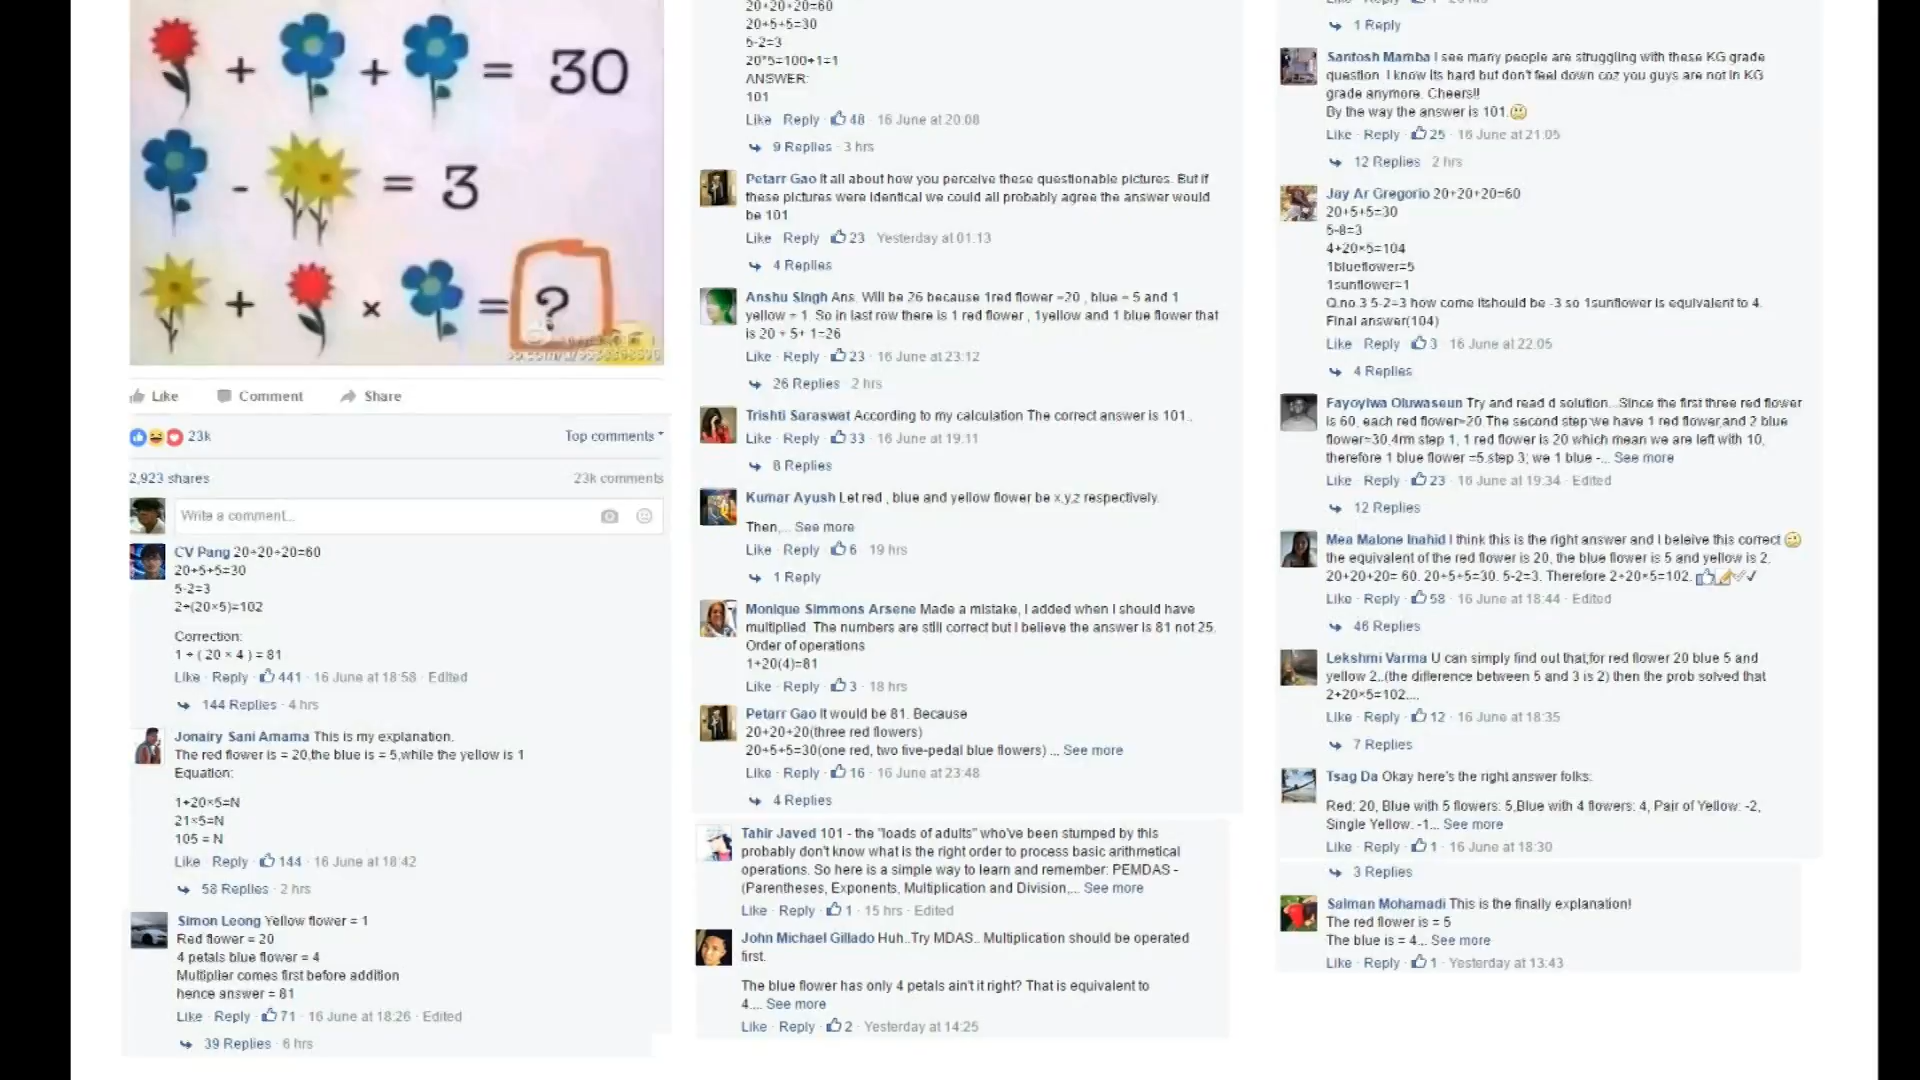 + + = 30
- = 3
+ × = ?
Like Comment Share
23k Top comments
2,923 shares 23k comments
Write a comment...
CV Pang 20+20+20=60
20+5+5=30
5-2=3
2+(20×5)=102
Correction:
1 + ( 20 × 4 ) = 81
Like · Reply · 441 · 16 June at 18:58 · Edited
144 Replies · 4 hrs
Jonairy Sani Amama This is my explanation.
The red flower is = 20,the blue is = 5,while the yellow is 1
Equation:
1+20×5=N
21×5=N
105 = N
Like · Reply · 144 · 16 June at 18:42
58 Replies · 2 hrs
Simon Leong Yellow flower = 1
Red flower = 20
4 petals blue flower = 4
Multiplier comes first before addition
hence answer = 81
Like · Reply · 71 · 16 June at 18:26 · Edited
39 Replies · 6 hrs
20+20+20=60
20+5+5=30
5-2=3
20*5=100+1=1
ANSWER:
101
Like · Reply · 48 · 16 June at 20:08
9 Replies · 3 hrs
Petarr Gao It all about how you perceive these questionable pictures. But if
these pictures were identical we could all probably agree the answer would
be 101
Like · Reply · 23 · Yesterday at 01:13
4 Replies
Anshu Singh Ans. Will be 26 because 1red flower =20 , blue = 5 and 1
yellow = 1. So in last row there is 1 red flower , 1yellow and 1 blue flower that
is 20 + 5+ 1=26
Like · Reply · 23 · 16 June at 23:12
26 Replies · 2 hrs
Trishti Saraswat According to my calculation The correct answer is 101..
Like · Reply · 33 · 16 June at 19:11
8 Replies
Kumar Ayush Let red , blue and yellow flower be x,y,z respectively.
Then,... See more
Like · Reply · 6 · 19 hrs
1 Reply
Monique Simmons Arsene Made a mistake, I added when I should have
multiplied. The numbers are still correct but I believe the answer is 81 not 25.
Order of operations
1+20(4)=81
Like · Reply · 3 · 18 hrs
Petarr Gao It would be 81. Because
20+20+20(three red flowers)
20+5+5=30(one red, two five-pedal blue flowers) ... See more
Like · Reply · 16 · 16 June at 23:48
4 Replies
Tahir Javed 101 - the "loads of adults" who've been stumped by this
probably don't know what is the right order to process basic arithmetical
operations. So here is a simple way to learn and remember: PEMDAS -
(Parentheses, Exponents, Multiplication and Division,... See more
Like · Reply · 1 · 15 hrs · Edited
John Michael Gillado Huh..Try MDAS.. Multiplication should be operated
first.
The blue flower has only 4 petals ain't it right? That is equivalent to
4.... See more
Like · Reply · 2 · Yesterday at 14:25
1 Reply
Santosh Mamba I see many people are struggling with these KG grade
question. I know its hard but don't feel down coz you guys are not in KG
grade anymore. Cheers!!
By the way the answer is 101.
Like · Reply · 25 · 16 June at 21:05
12 Replies · 2 hrs
Jay Ar Gregorio 20+20+20=60
20+5+5=30
5-8=3
4+20×5=104
1blueflower=5
1sunflower=1
Q.no.3 5-2=3 how come itshould be -3 so 1sunflower is equivalent to 4.
Final answer(104)
Like · Reply · 3 · 16 June at 22:05
4 Replies
Fayoyiwa Oluwaseun Try and read d solution...Since the first three red flower
is 60, each red flower=20.The second step we have 1 red flower,and 2 blue
flower=30,4rm step 1, 1 red flower is 20 which mean we are left with 10,
therefore 1 blue flower =5.step 3; we 1 blue -... See more
Like · Reply · 23 · 16 June at 19:34 · Edited
12 Replies
Mea Malone Inahid I think this is the right answer and I beleive this correct
the equivalent of the red flower is 20, the blue flower is 5 and yellow is 2.
20+20+20= 60. 20+5+5=30. 5-2=3. Therefore 2+20×5=102.
Like · Reply · 58 · 16 June at 18:44 · Edited
46 Replies
Lekshmi Varma U can simply find out that;for red flower 20 blue 5 and
yellow 2..(the difference between 5 and 3 is 2) then the prob solved that
2+20×5=102....
Like · Reply · 12 · 16 June at 18:35
7 Replies
Tsag Da Okay here's the right answer folks:
Red: 20, Blue with 5 flowers: 5,Blue with 4 flowers: 4, Pair of Yellow: -2,
Single Yellow: -1... See more
Like · Reply · 1 · 16 June at 18:30
3 Replies
Salman Mohamadi This is the finally explanation!
The red flower is = 5
The blue is = 4... See more
Like · Reply · 1 · Yesterday at 13:43